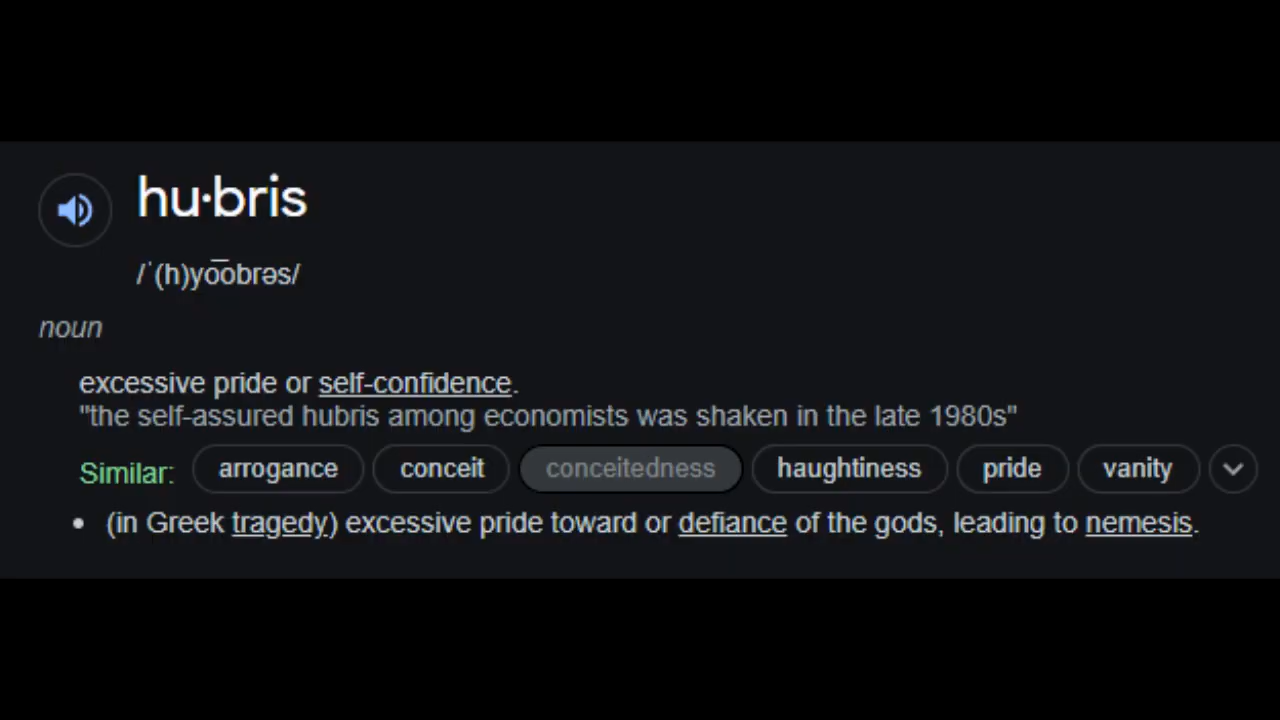 hu·bris
/ˈ(h)yo͞obrəs/
noun
excessive pride or self-confidence.
"the self-assured hubris among economists was shaken in the late 1980s"
Similar: arrogance conceit conceitedness haughtiness pride vanity
• (in Greek tragedy) excessive pride toward or defiance of the gods, leading to nemesis.